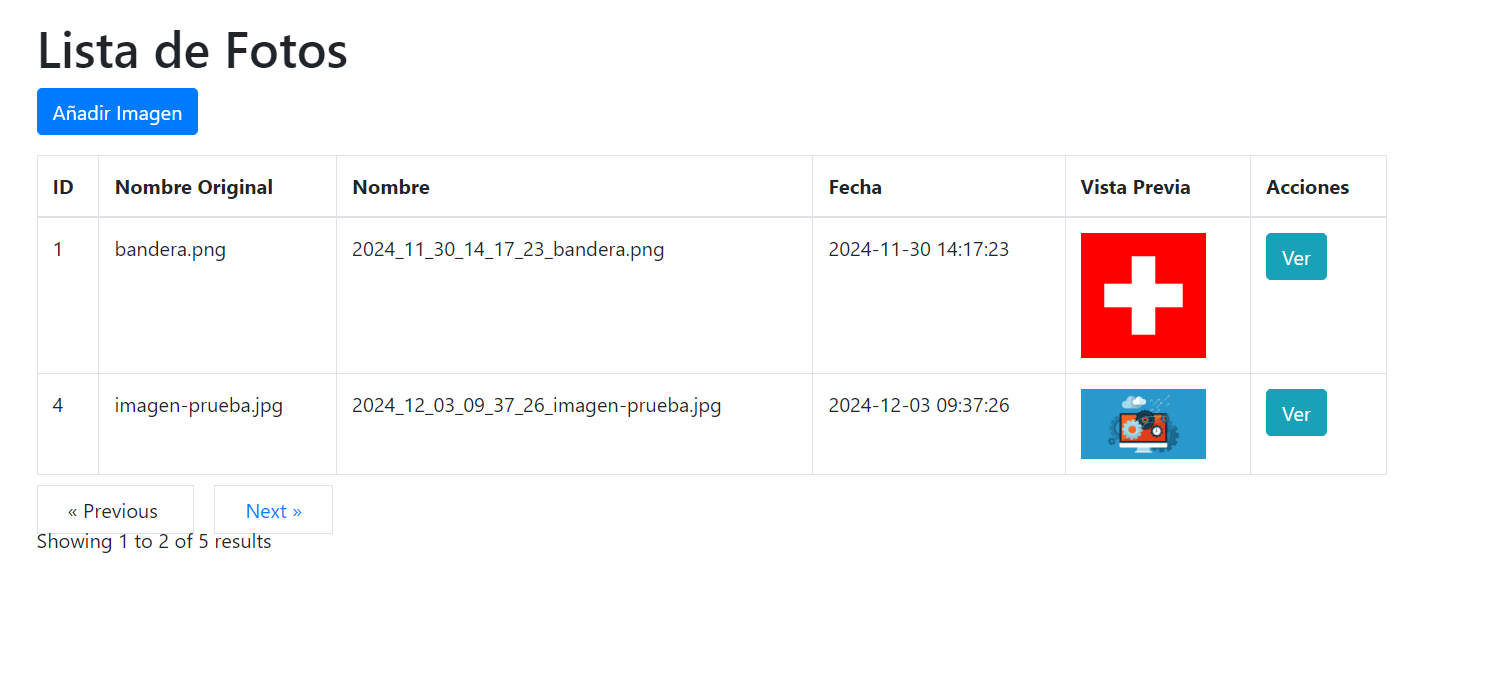 Lista de Fotos
Añadir Imagen
ID Nombre Original Nombre Fecha Vista Previa Acciones
1 bandera.png 2024_11_30_14_17_23_bandera.png 2024-11-30 14:17:23 Ver
4 imagen-prueba.jpg 2024_12_03_09_37_26_imagen-prueba.jpg 2024-12-03 09:37:26 Ver
« Previous Next »
Showing 1 to 2 of 5 results